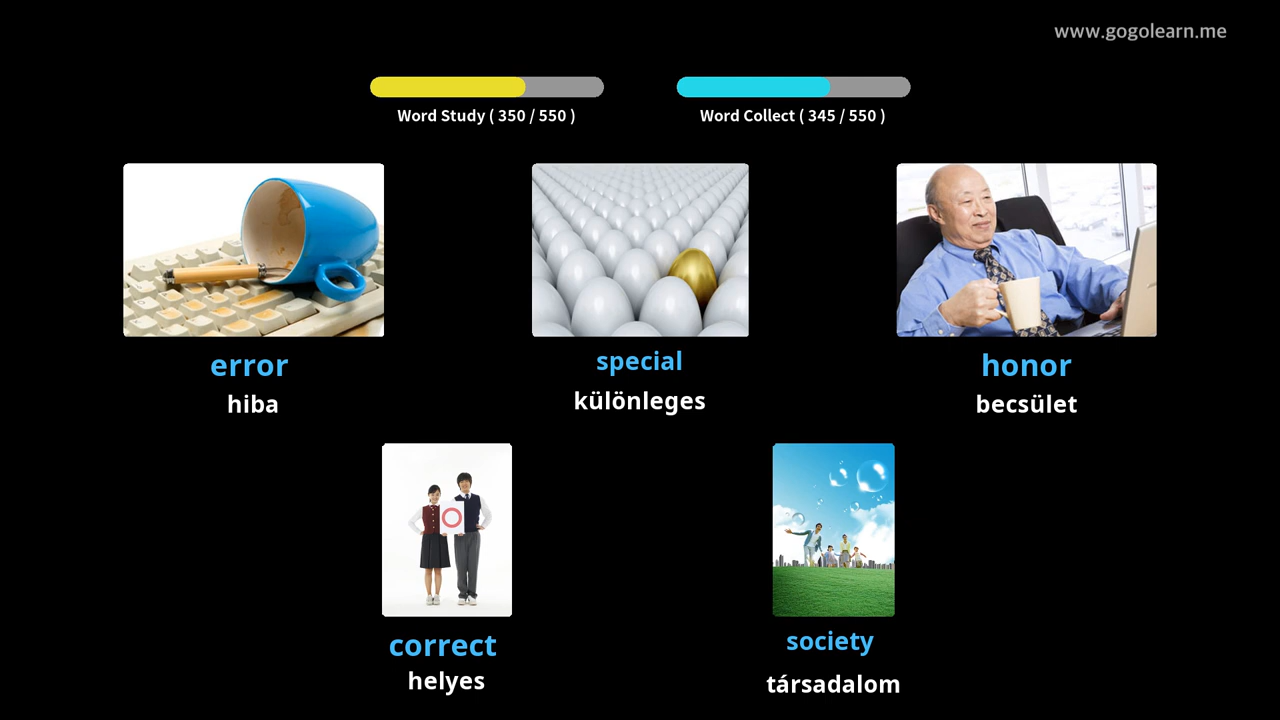 www.gogolearn.me
Word Study ( 350 / 550 )
Word Collect ( 345 / 550 )
error
hiba
special
különleges
honor
becsület
correct
helyes
society
társadalom